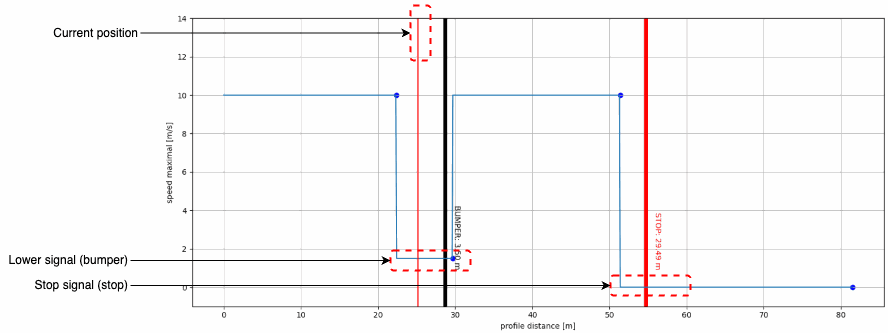 Current position
Lower signal (bumper)
Stop signal (stop)
speed maximal [m/s]
14
12
10
8
6
4
2
0
BUMPER: 3.50 m
STOP: 29.49 m
0
10
20
30
40
50
60
70
80
profile distance [m]